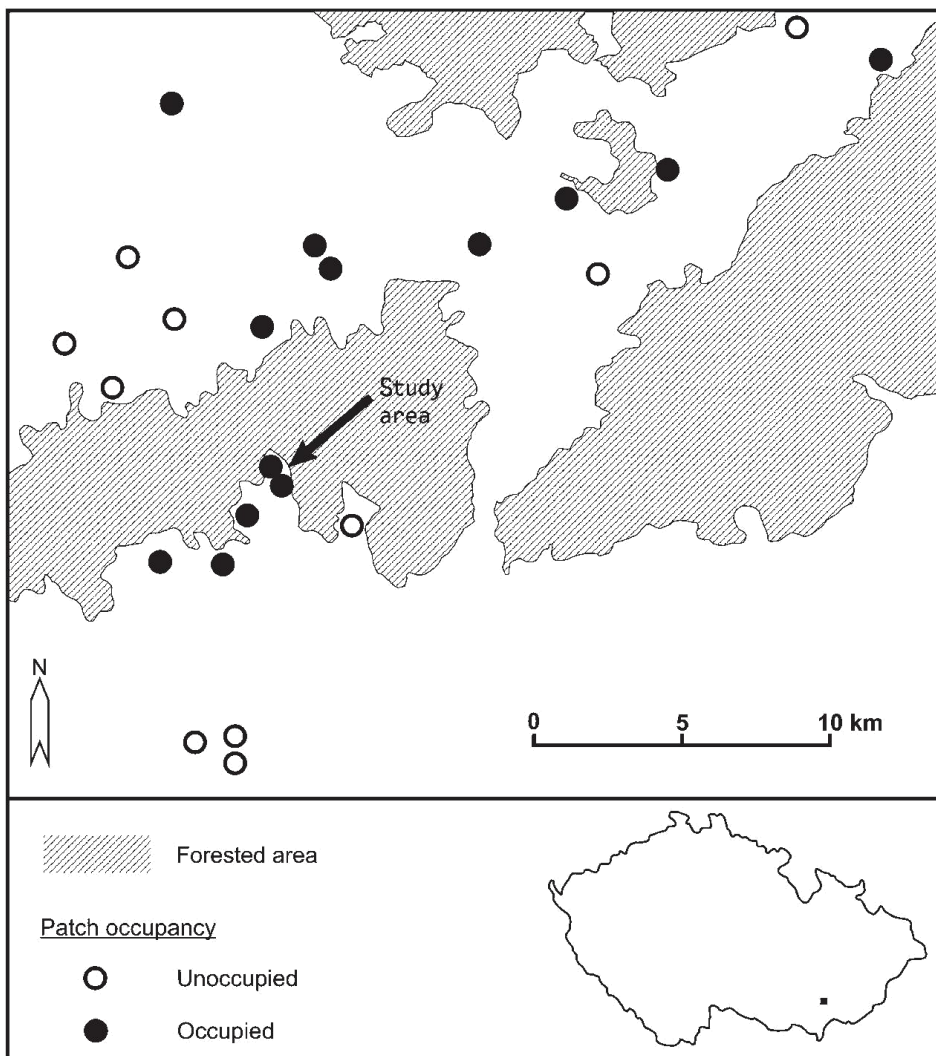 Study
area
N
0 5 10 km
Forested area
Patch occupancy
Unoccupied
Occupied